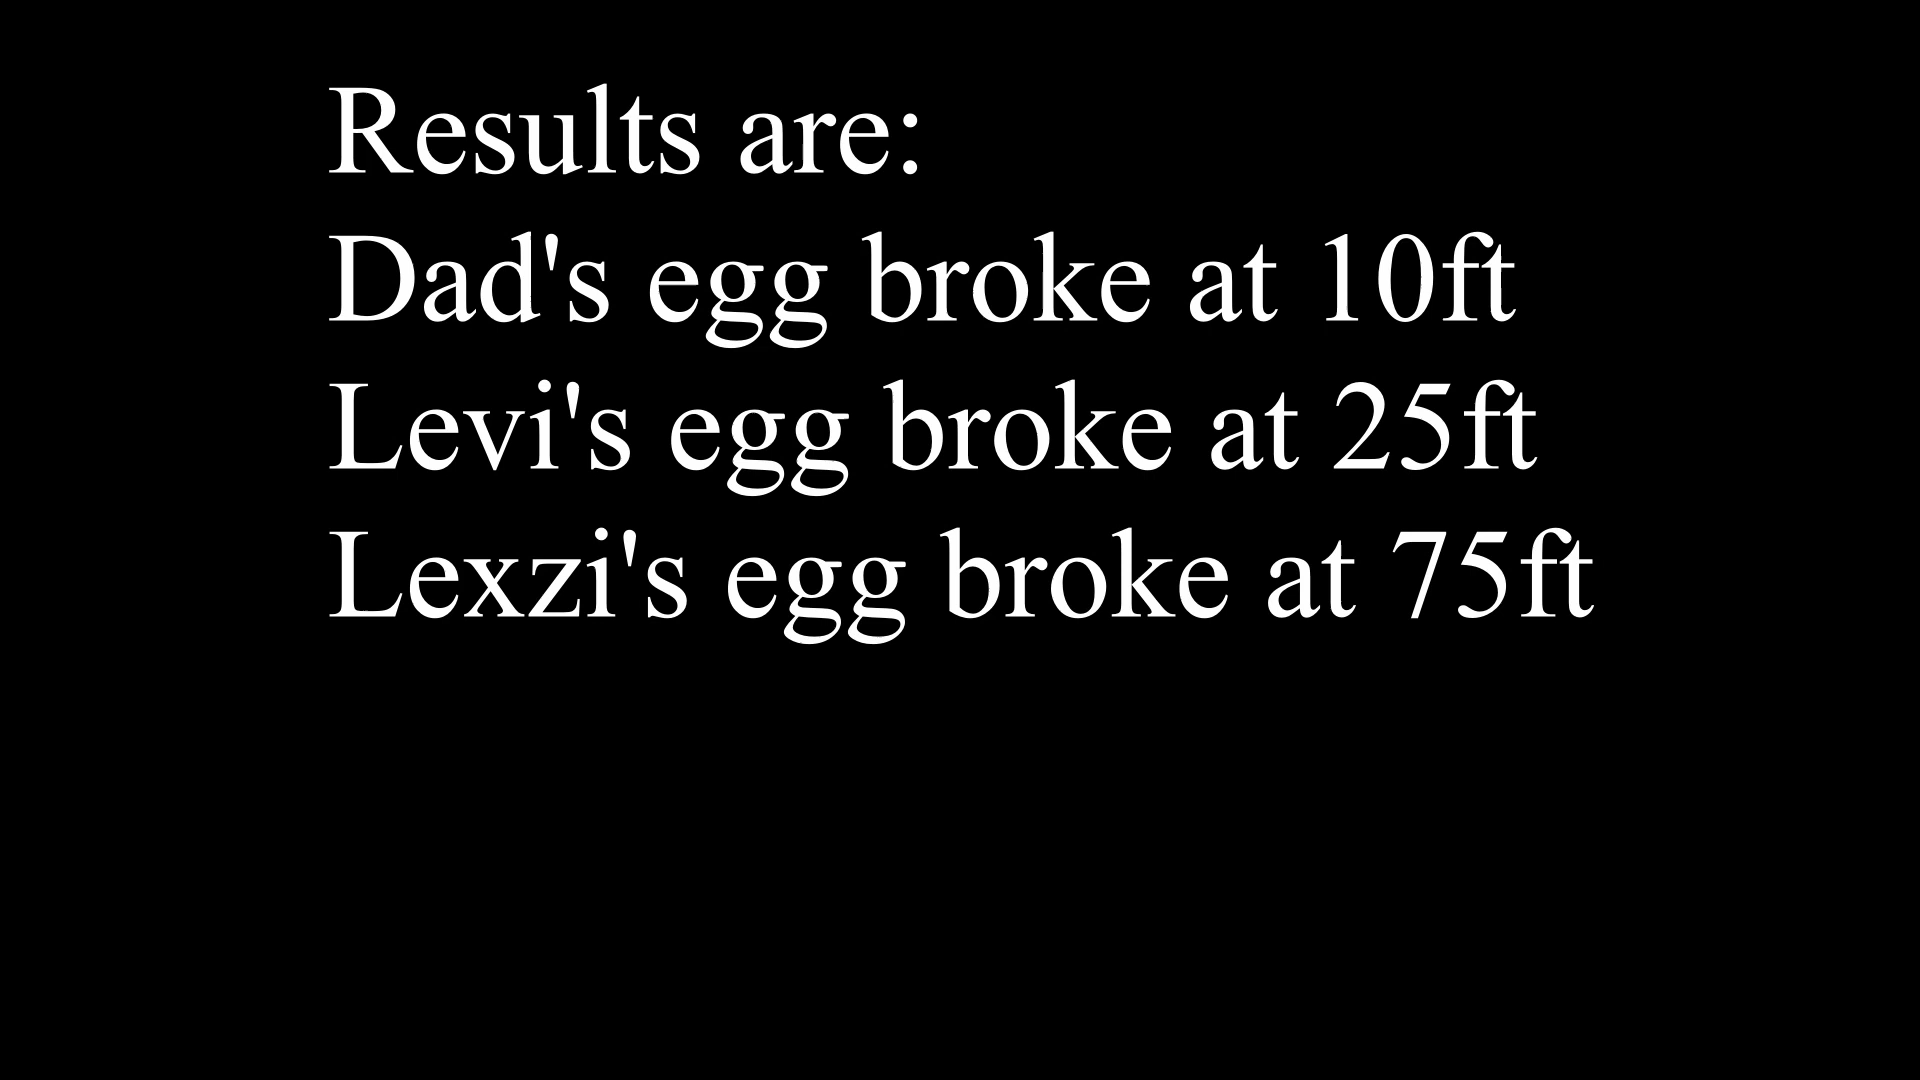 Results are:
Dad's egg broke at 10ft
Levi's egg broke at 25ft
Lexzi's egg broke at 75ft